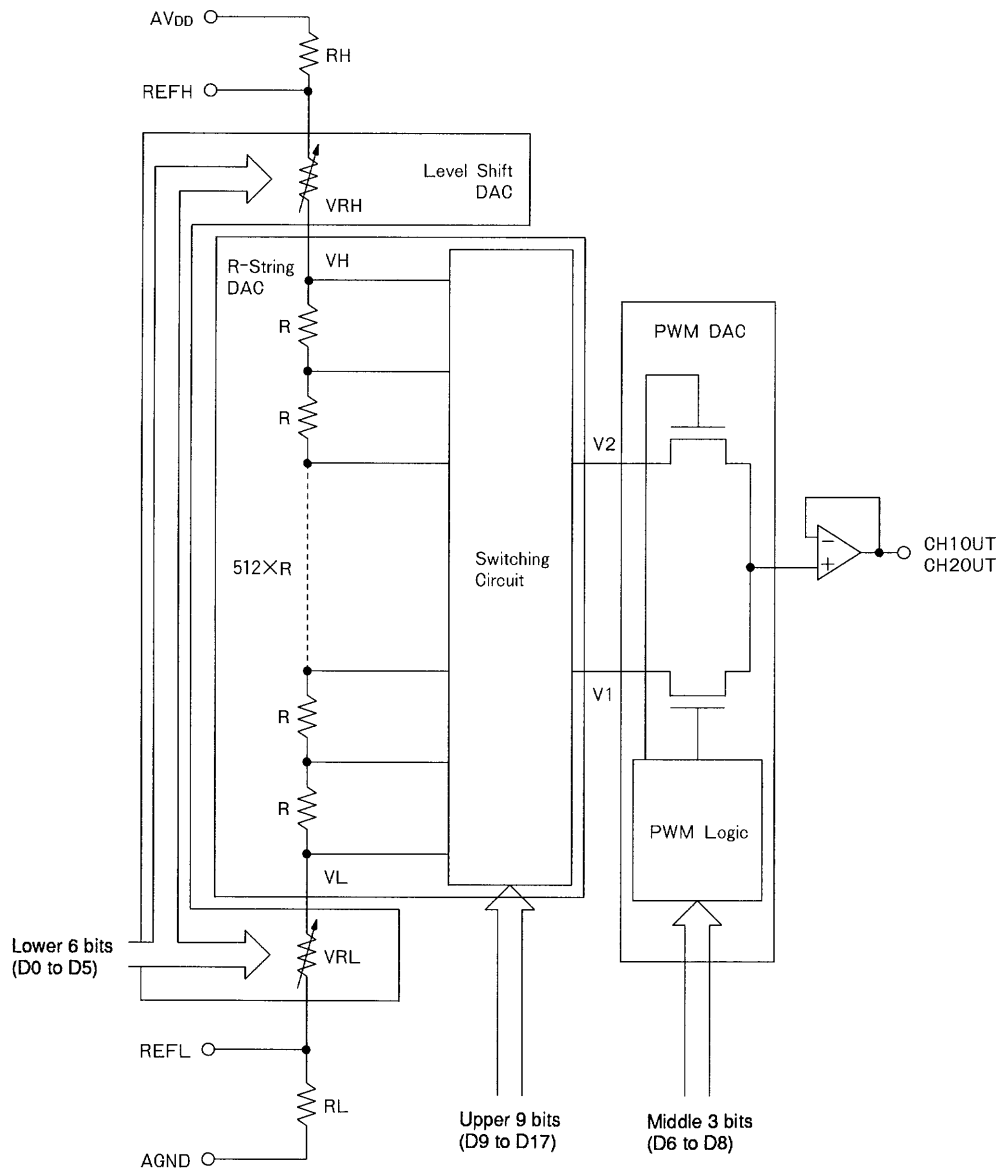 AVDD
RH
REFH
Level Shift
DAC
VRH
R-String
DAC
VH
R
PWM DAC
R
V2
512×R
Switching
Circuit
CH1OUT
CH2OUT
V1
R
R
PWM Logic
VL
Lower 6 bits
(D0 to D5)
VRL
REFL
RL
Upper 9 bits
(D9 to D17)
Middle 3 bits
(D6 to D8)
AGND